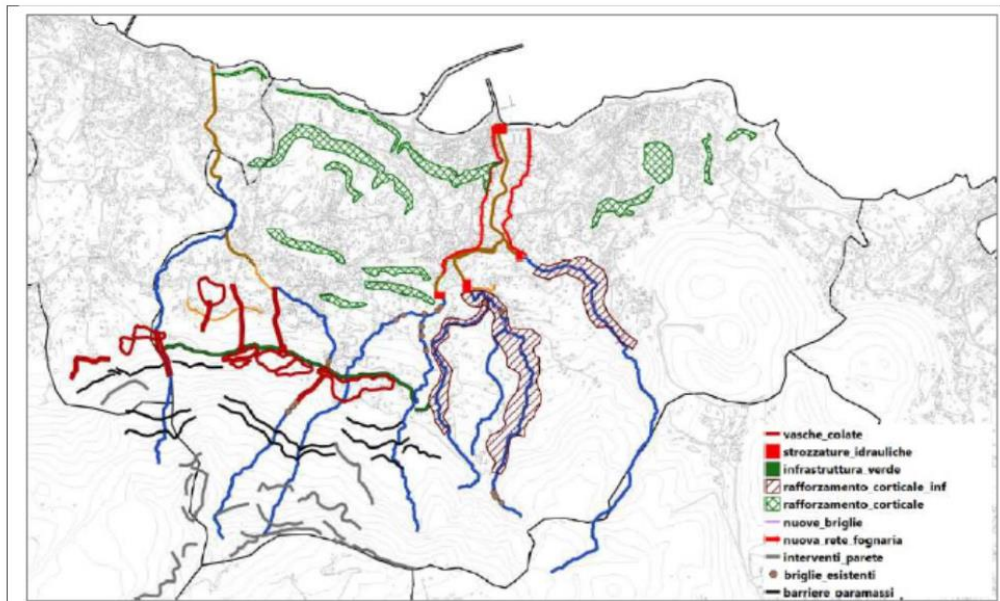 vasche_colate
strozzature_idrauliche
infrastruttura_verde
rafforzamento_corticale_inf
rafforzamento_corticale
nuove_briglie
nuova_rete_fognaria
interventi_parete
briglie_esistenti
barriere_paramassi